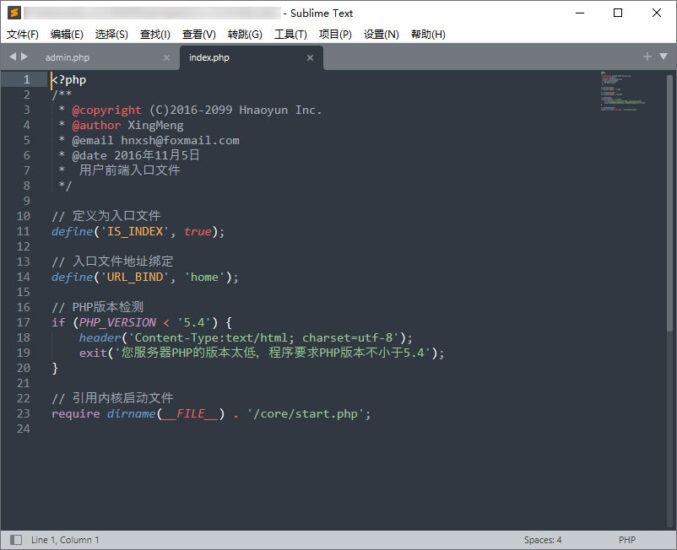 - Sublime Text
文件(F) 编辑(E) 选择(S) 查找(I) 查看(V) 转跳(G) 工具(T) 项目(P) 设置(N) 帮助(H)
admin.php index.php
1 <?php
2 /**
3  * @copyright (C)2016-2099 Hnaoyun Inc.
4  * @author XingMeng
5  * @email hnxsh@foxmail.com
6  * @date 2016年11月5日
7  *  用户前端入口文件
8  */
9
10 // 定义为入口文件
11 define('IS_INDEX', true);
12
13 // 入口文件地址绑定
14 define('URL_BIND', 'home');
15
16 // PHP版本检测
17 if (PHP_VERSION < '5.4') {
18     header('Content-Type:text/html; charset=utf-8');
19     exit('您服务器PHP的版本太低，程序要求PHP版本不小于5.4');
20 }
21
22 // 引用内核启动文件
23 require dirname(__FILE__) . '/core/start.php';
24
Line 1, Column 1 Spaces: 4 PHP